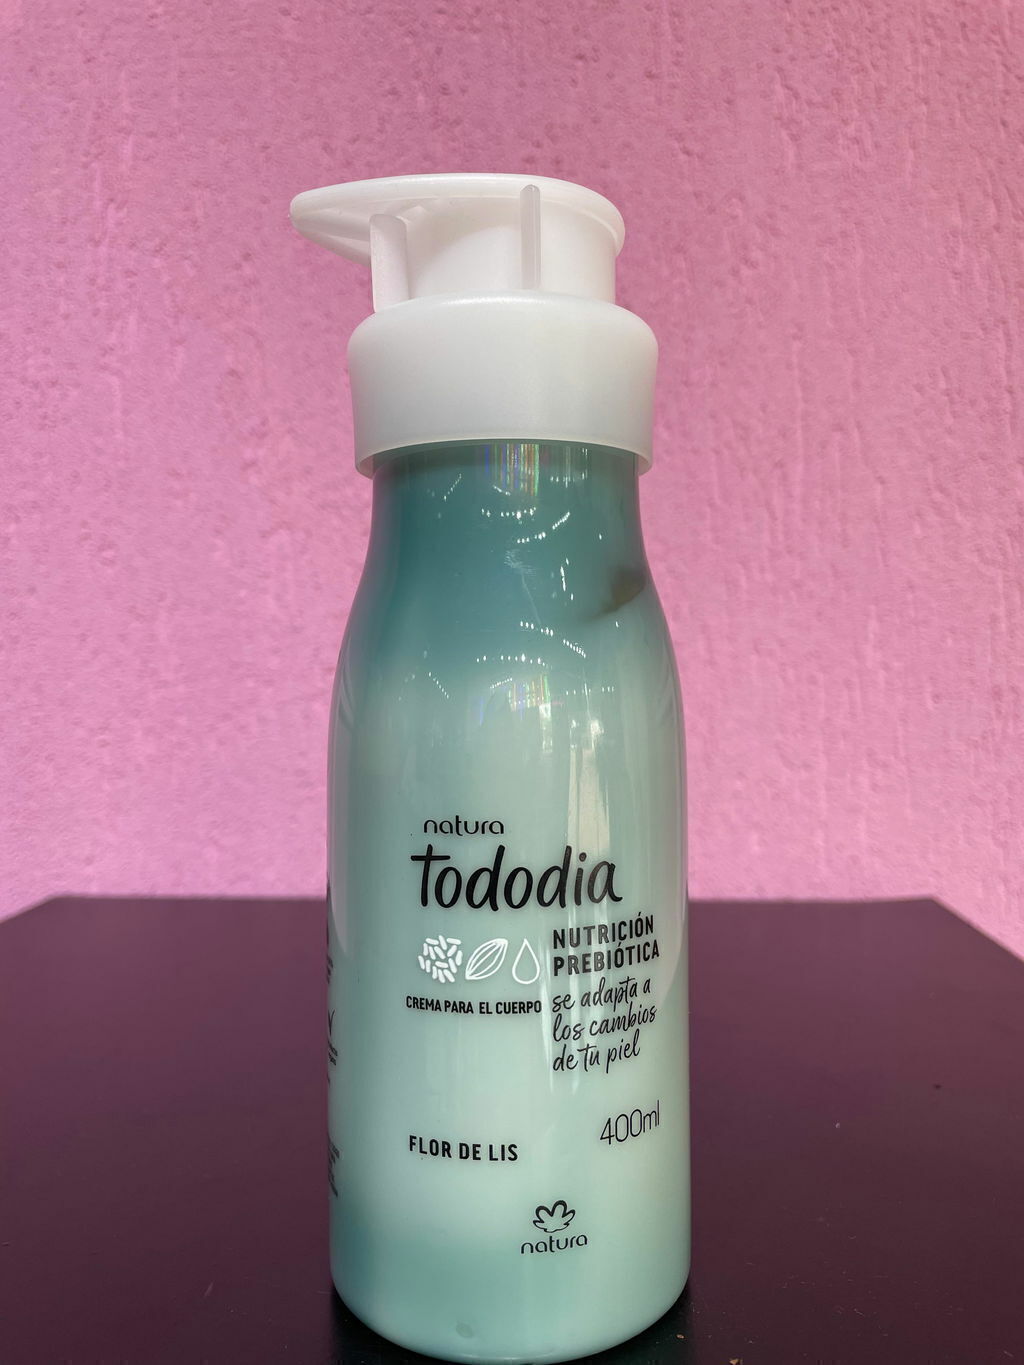 natura
tododia
NUTRICIÓN
PREBIÓTICA
CREMA PARA EL CUERPO
se adapta a
los cambios
de tu piel
400ml
FLOR DE LIS
natura